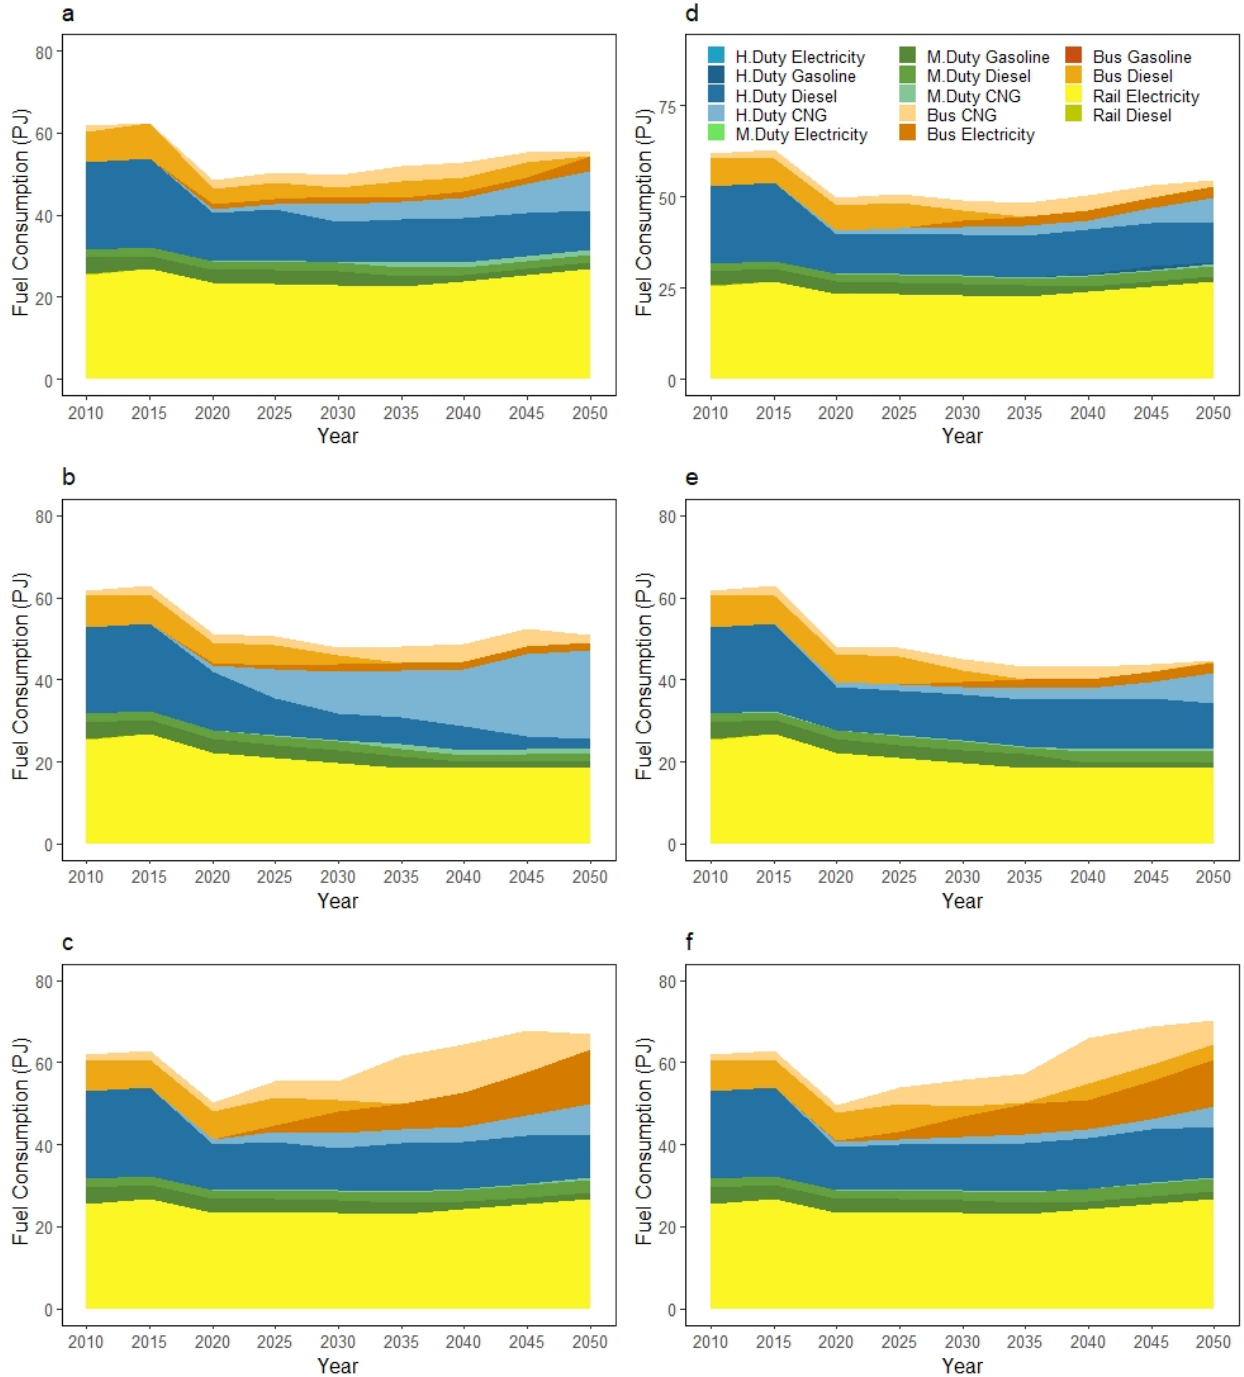 a
Fuel Consumption (PJ)
80
60
40
20
0
2010 2015 2020 2025 2030 2035 2040 2045 2050
Year
d
Fuel Consumption (PJ)
75
50
25
0
H.Duty Electricity
H.Duty Gasoline
H.Duty Diesel
H.Duty CNG
M.Duty Electricity
M.Duty Gasoline
M.Duty Diesel
M.Duty CNG
Bus CNG
Bus Electricity
Bus Gasoline
Bus Diesel
Rail Electricity
Rail Diesel
2010 2015 2020 2025 2030 2035 2040 2045 2050
Year
b
Fuel Consumption (PJ)
80
60
40
20
0
2010 2015 2020 2025 2030 2035 2040 2045 2050
Year
e
Fuel Consumption (PJ)
80
60
40
20
0
2010 2015 2020 2025 2030 2035 2040 2045 2050
Year
c
Fuel Consumption (PJ)
80
60
40
20
0
2010 2015 2020 2025 2030 2035 2040 2045 2050
Year
f
Fuel Consumption (PJ)
80
60
40
20
0
2010 2015 2020 2025 2030 2035 2040 2045 2050
Year